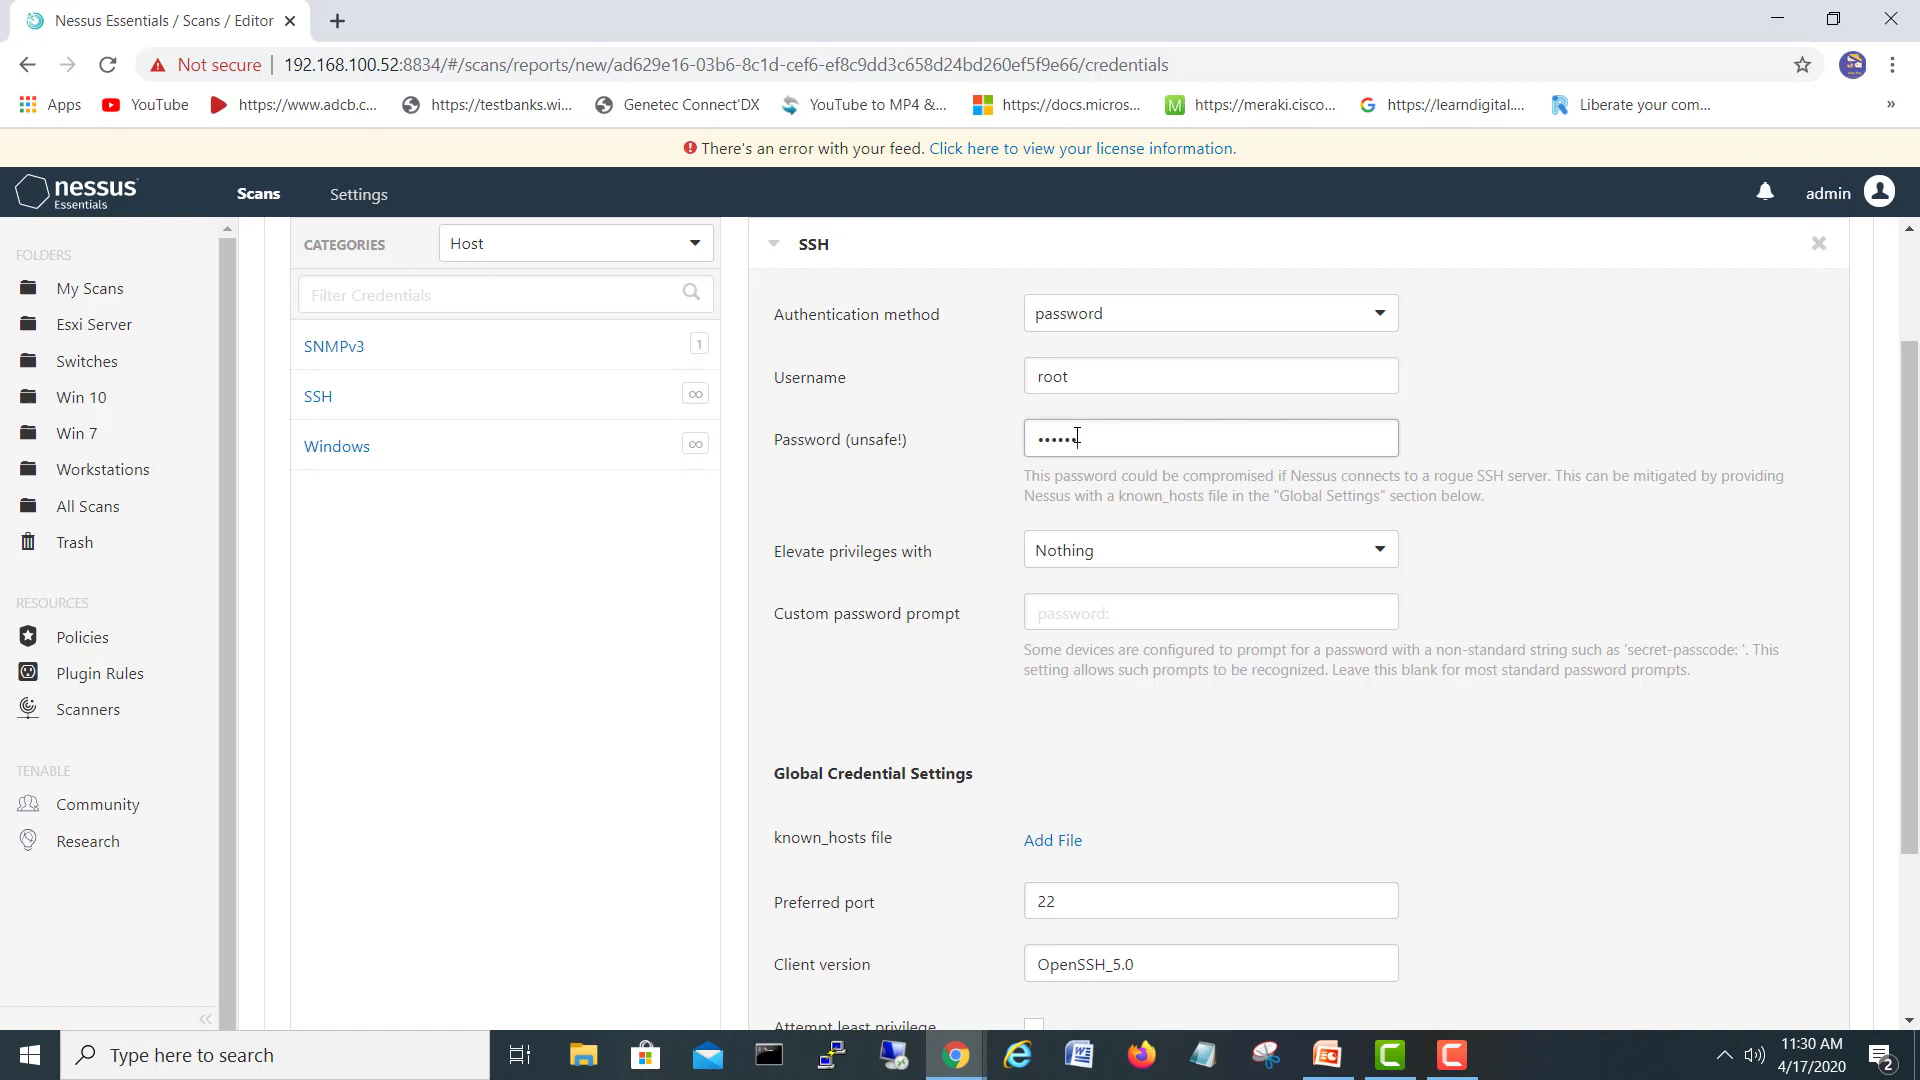 Nessus Essentials / Scans / Editor
Not secure
192.168.100.52:8834/#/scans/reports/new/ad629e16-03b6-8c1d-cef6-ef8c9dd3c658d24bd260ef5f9e66/credentials
Apps
YouTube
https://www.adcb.c...
https://testbanks.wi...
Genetec Connect'DX
YouTube to MP4 &...
https://docs.micros...
M
https://meraki.cisco...
https://learndigital....
Liberate your com...
»
There's an error with your feed. Click here to view your license information.
nessus
Essentials
Scans
Settings
admin
FOLDERS
My Scans
Esxi Server
Switches
Win 10
Win 7
Workstations
All Scans
Trash
RESOURCES
Policies
Plugin Rules
Scanners
TENABLE
Community
Research
CATEGORIES
Host
Filter Credentials
SNMPv3
1
SSH
∞
Windows
∞
SSH
Authentication method
password
Username
root
Password (unsafe!)
••••••
This password could be compromised if Nessus connects to a rogue SSH server. This can be mitigated by providing
Nessus with a known_hosts file in the "Global Settings" section below.
Elevate privileges with
Nothing
Custom password prompt
password:
Some devices are configured to prompt for a password with a non-standard string such as 'secret-passcode: '. This
setting allows such prompts to be recognized. Leave this blank for most standard password prompts.
Global Credential Settings
known_hosts file
Add File
Preferred port
22
Client version
OpenSSH_5.0
Attempt least privilege
Type here to search
11:30 AM
4/17/2020
2